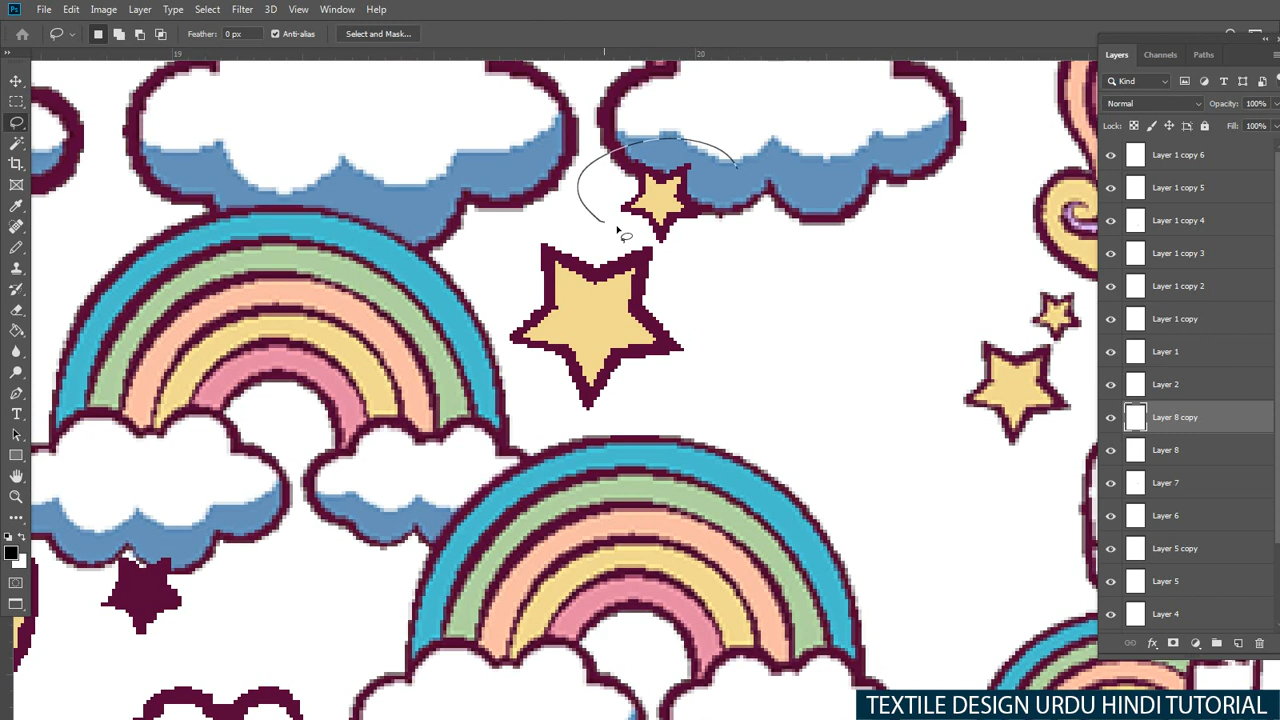 Ps File Edit Image Layer Type Select Filter 3D View Window Help
Feather: 0 px Anti-alias Select and Mask...
19 20
Layers Channels Paths
Kind
Normal Opacity: 100%
Lock: Fill: 100%
Layer 1 copy 6
Layer 1 copy 5
Layer 1 copy 4
Layer 1 copy 3
Layer 1 copy 2
Layer 1 copy
Layer 1
Layer 2
Layer 8 copy
Layer 8
Layer 7
Layer 6
Layer 5 copy
Layer 5
Layer 4
fx
TEXTILE DESIGN URDU HINDI TUTORIAL